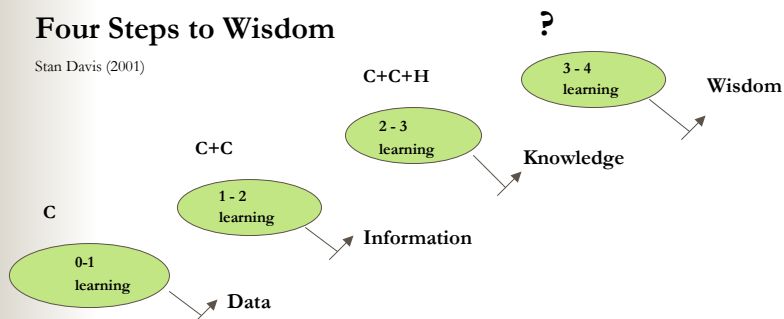 Four Steps to Wisdom
Stan Davis (2001)
?
3 - 4
learning
Wisdom
C+C+H
2 - 3
learning
Knowledge
C+C
1 - 2
learning
Information
C
0-1
learning
Data